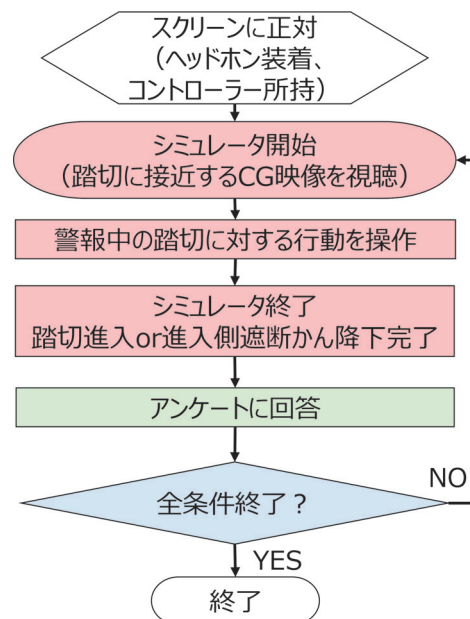 スクリーンに正対
（ヘッドホン装着、
コントローラー所持）
シミュレータ開始
（踏切に接近するCG映像を視聴）
警報中の踏切に対する行動を操作
シミュレータ終了
踏切進入or進入側遮断かん降下完了
アンケートに回答
全条件終了？
NO
YES
終了